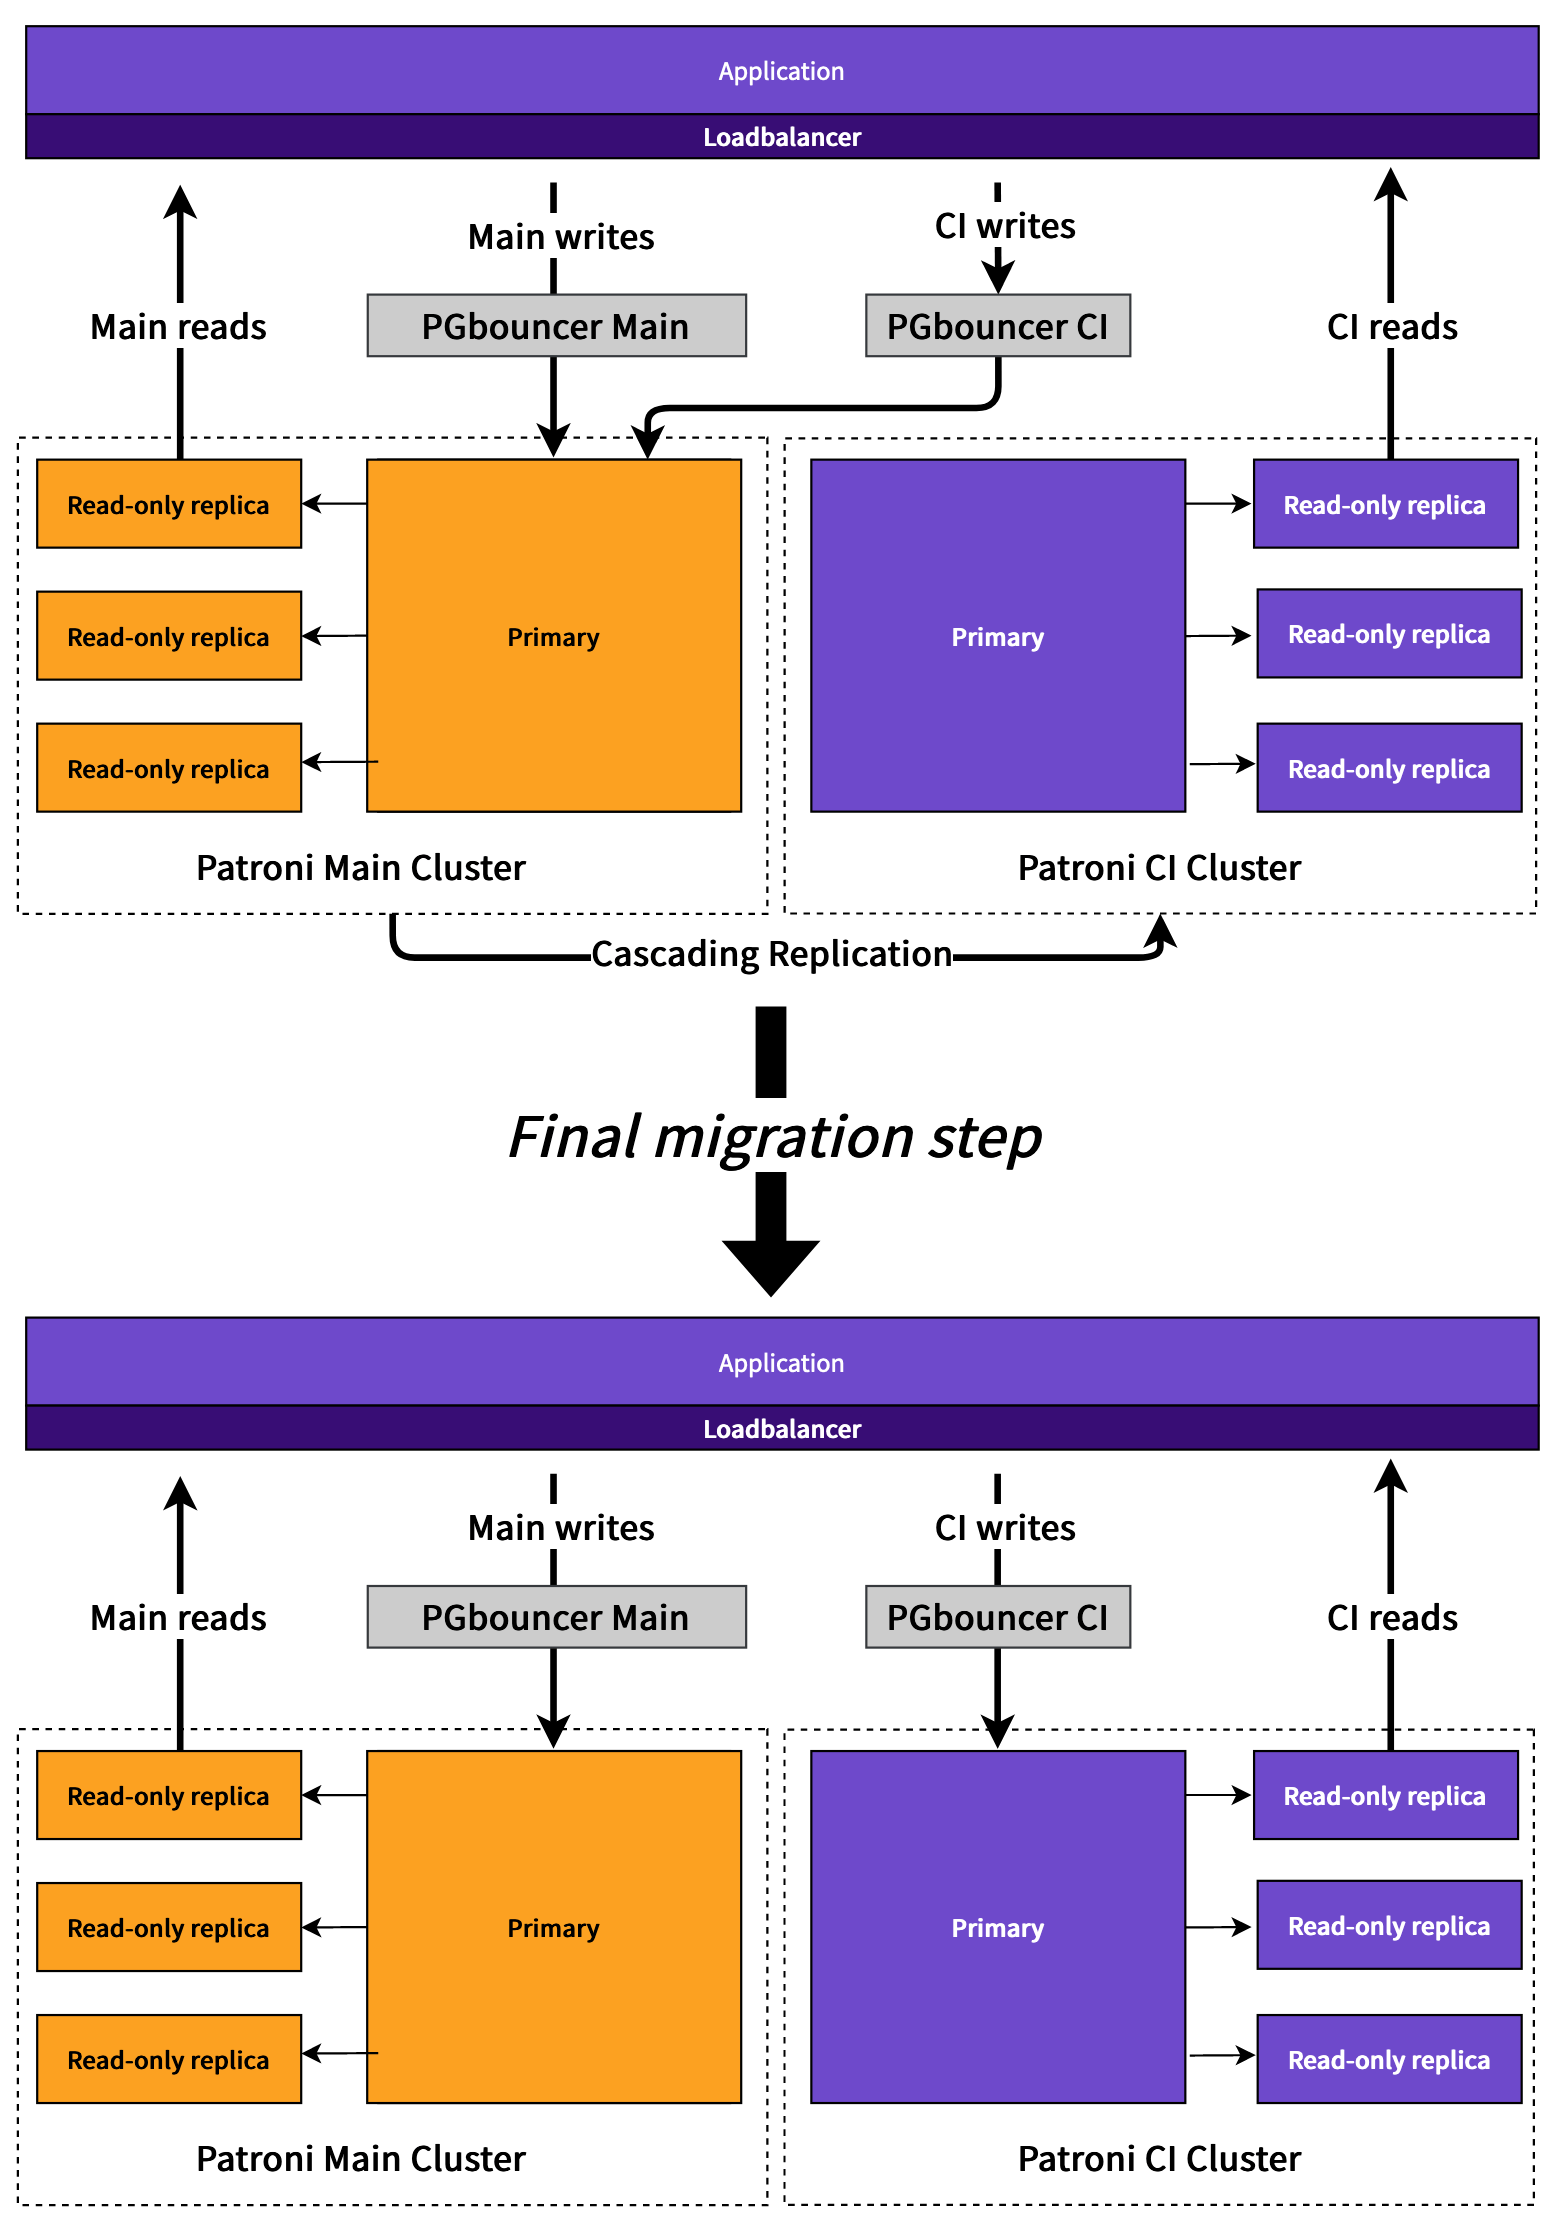 Application
Loadbalancer
Main writes
CI writes
Main reads
PGbouncer Main
PGbouncer CI
CI reads
Read-only replica
Read-only replica
Read-only replica
Primary
Primary
Read-only replica
Read-only replica
Read-only replica
Patroni Main Cluster
Patroni CI Cluster
Cascading Replication
Final migration step
Application
Loadbalancer
Main writes
CI writes
Main reads
PGbouncer Main
PGbouncer CI
CI reads
Read-only replica
Read-only replica
Read-only replica
Primary
Primary
Read-only replica
Read-only replica
Read-only replica
Patroni Main Cluster
Patroni CI Cluster